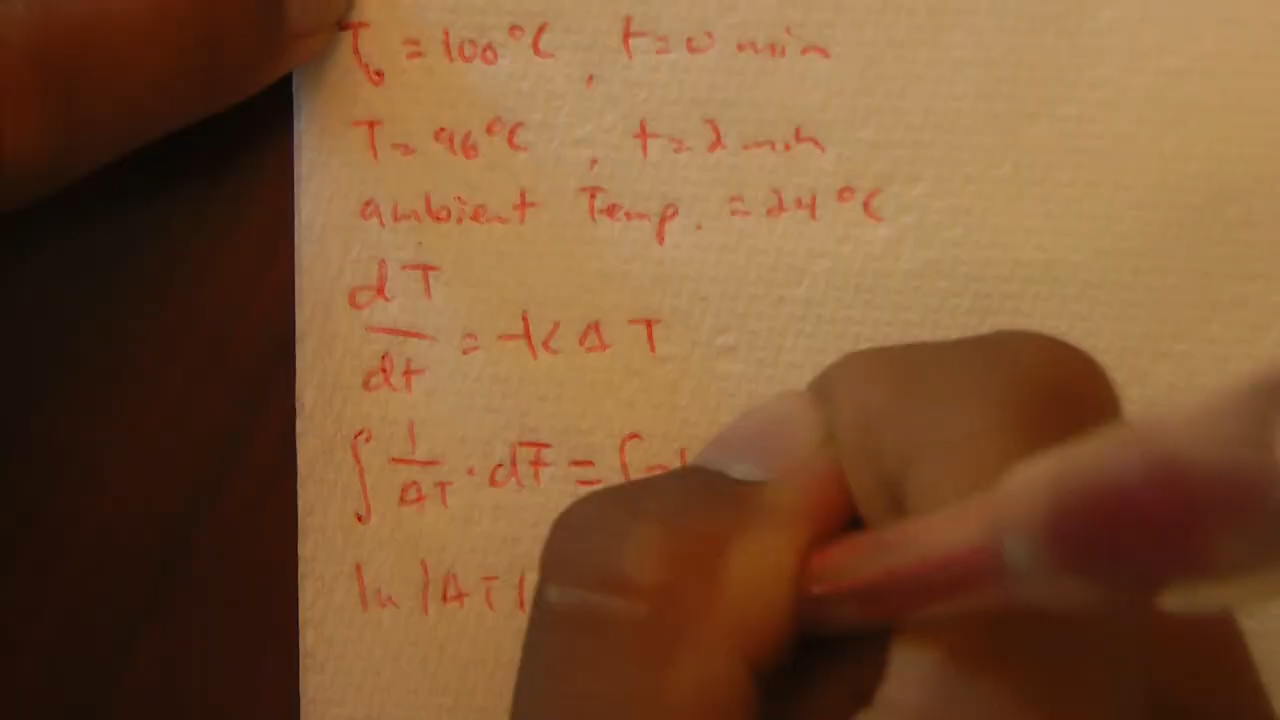 T₀ = 100°C , t=0 min
T= 96°C , t=2 min
ambient Temp. = 24°C
dT/dt = -k ΔT
∫ 1/ΔT · dT = ∫ -
ln |ΔT|